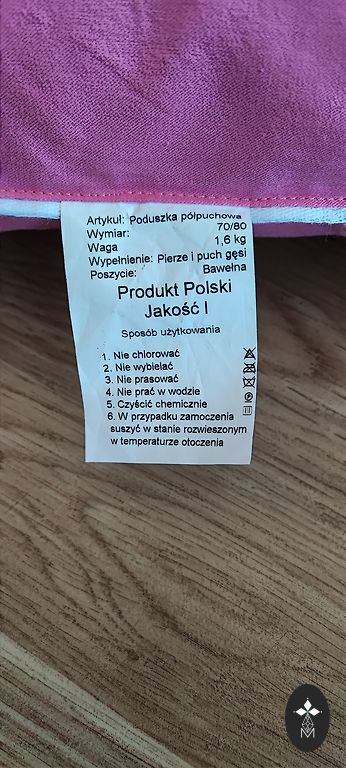 Artykuł: Poduszka półpuchowa
Wymiar: 70/80
Waga 1,6 kg
Wypełnienie: Pierze i puch gęsi
Poszycie: Bawełna
Produkt Polski
Jakość I
Sposób użytkowania
1. Nie chlorować
2. Nie wybielać
3. Nie prasować
4. Nie prać w wodzie
5. Czyścić chemicznie
6. W przypadku zamoczenia
suszyć w stanie rozwieszonym
w temperaturze otoczenia
M